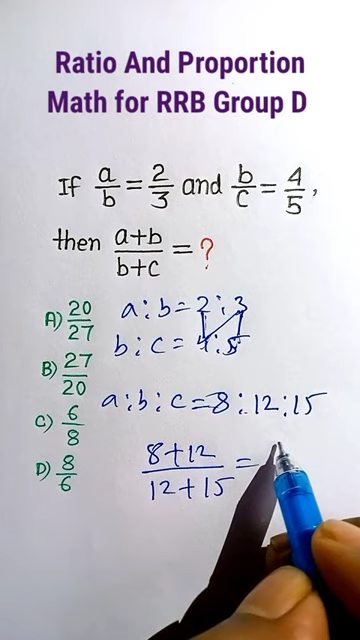 Ratio And Proportion
Math for RRB Group D
If a/b = 2/3 and b/c = 4/5,
then a+b/b+c = ?
A) 20/27
B) 27/20
C) 6/8
D) 8/6
a : b = 2 : 3
b : c = 4 : 5
a : b : c = 8 : 12 : 15
8+12/12+15 =